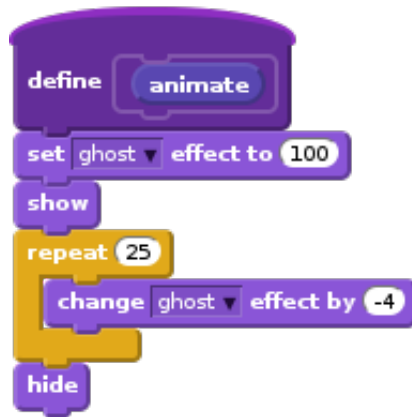 define animate
set ghost effect to 100
show
repeat 25
change ghost effect by -4
hide